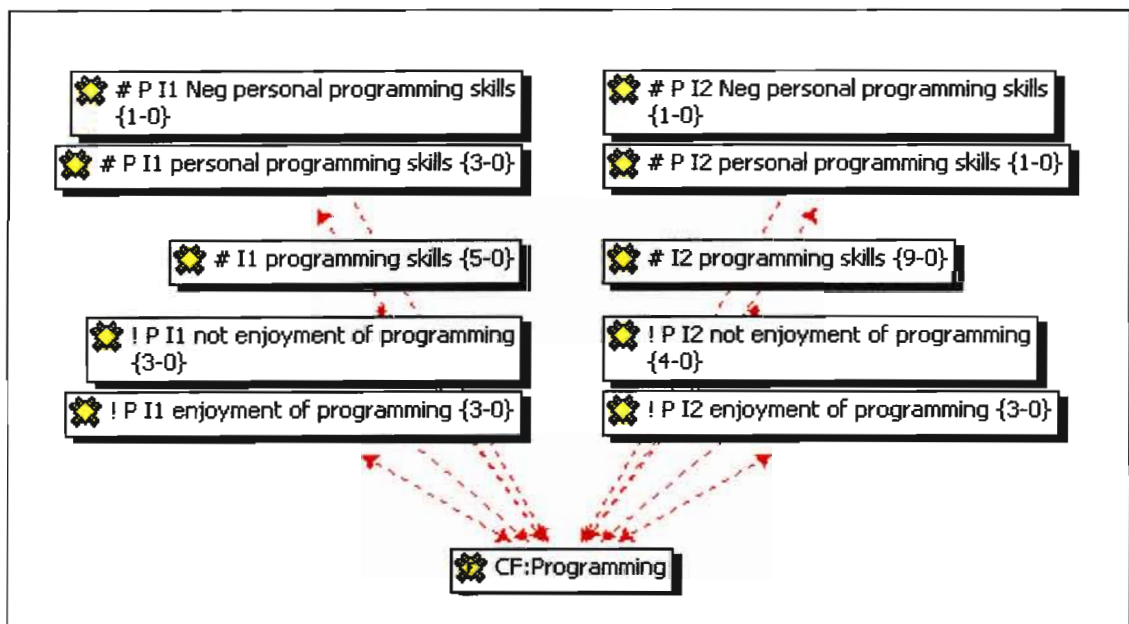 # P I1 Neg personal programming skills
{1-0}
# P I1 personal programming skills {3-0}
# I1 programming skills {5-0}
! P I1 not enjoyment of programming
{3-0}
! P I1 enjoyment of programming {3-0}
# P I2 Neg personal programming skills
{1-0}
# P I2 personal programming skills {1-0}
# I2 programming skills {9-0}
! P I2 not enjoyment of programming
{4-0}
! P I2 enjoyment of programming {3-0}
CF:Programming